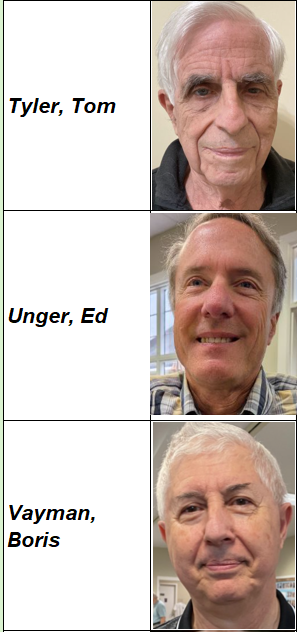 Tyler, Tom
Unger, Ed
Vayman,
Boris